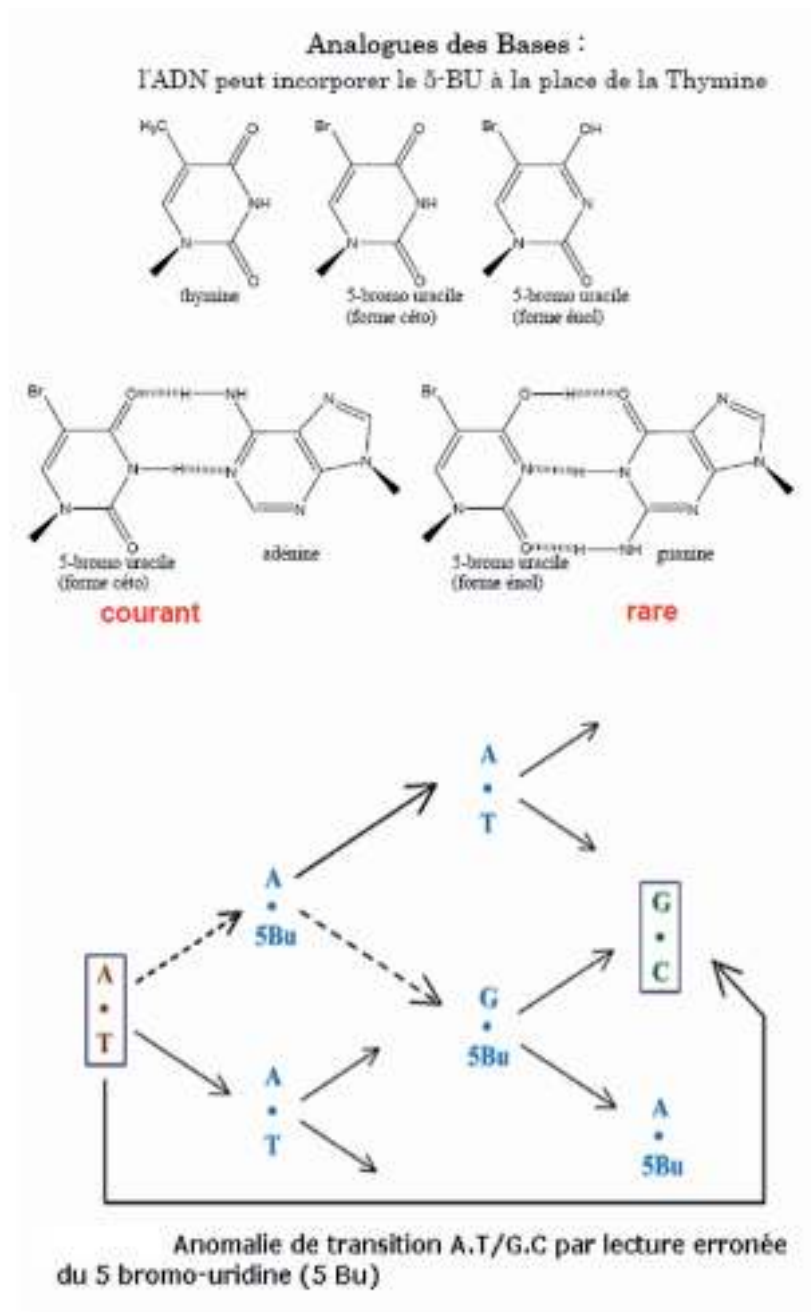 Analogues des Bases :
l'ADN peut incorporer le 5-BU à la place de la Thymine
H₃C O Br O Br OH
NH NH N
N N N
O O O
thymine 5-bromo uracile 5-bromo uracile
(forme céto) (forme énol)
Br O H NH N Br O H O N
N H N N N H N N
N N N N
O O H NH
5-bromo uracile adénine 5-bromo uracile guanine
(forme céto) (forme énol)
courant rare
A
•
T
A
•
5Bu
G
•
C
A
•
T
G
•
5Bu
A
•
T
A
•
5Bu
Anomalie de transition A.T/G.C par lecture erronée
du 5 bromo-uridine (5 Bu)